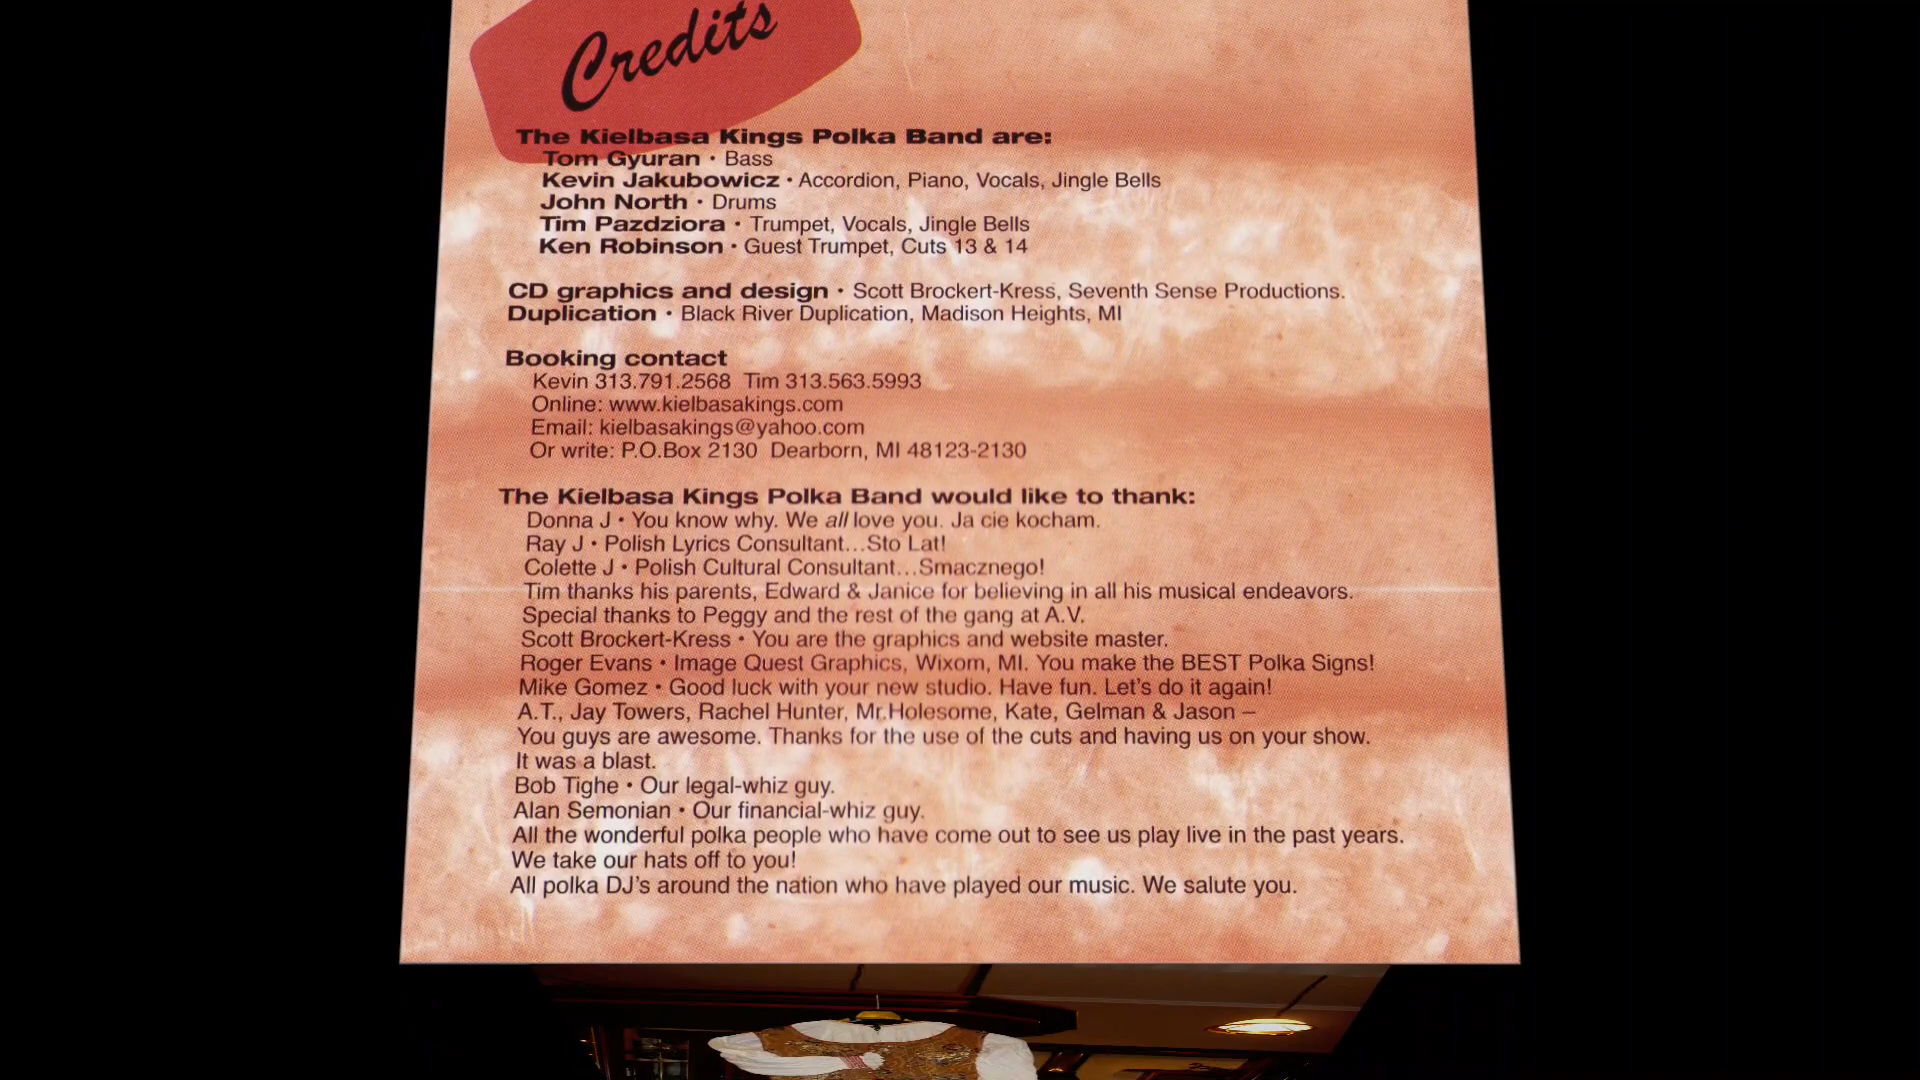 Credits
The Kielbasa Kings Polka Band are:
Tom Gyuran • Bass
Kevin Jakubowicz • Accordion, Piano, Vocals, Jingle Bells
John North • Drums
Tim Pazdziora • Trumpet, Vocals, Jingle Bells
Ken Robinson • Guest Trumpet, Cuts 13 & 14
CD graphics and design • Scott Brockert-Kress, Seventh Sense Productions.
Duplication • Black River Duplication, Madison Heights, MI
Booking contact
Kevin 313.791.2568 Tim 313.563.5993
Online: www.kielbasakings.com
Email: kielbasakings@yahoo.com
Or write: P.O.Box 2130 Dearborn, MI 48123-2130
The Kielbasa Kings Polka Band would like to thank:
Donna J • You know why. We all love you. Ja cie kocham.
Ray J • Polish Lyrics Consultant...Sto Lat!
Colette J • Polish Cultural Consultant...Smacznego!
Tim thanks his parents, Edward & Janice for believing in all his musical endeavors.
Special thanks to Peggy and the rest of the gang at A.V.
Scott Brockert-Kress • You are the graphics and website master.
Roger Evans • Image Quest Graphics, Wixom, MI. You make the BEST Polka Signs!
Mike Gomez • Good luck with your new studio. Have fun. Let's do it again!
A.T., Jay Towers, Rachel Hunter, Mr.Holesome, Kate, Gelman & Jason –
You guys are awesome. Thanks for the use of the cuts and having us on your show.
It was a blast.
Bob Tighe • Our legal-whiz guy.
Alan Semonian • Our financial-whiz guy.
All the wonderful polka people who have come out to see us play live in the past years.
We take our hats off to you!
All polka DJ's around the nation who have played our music. We salute you.